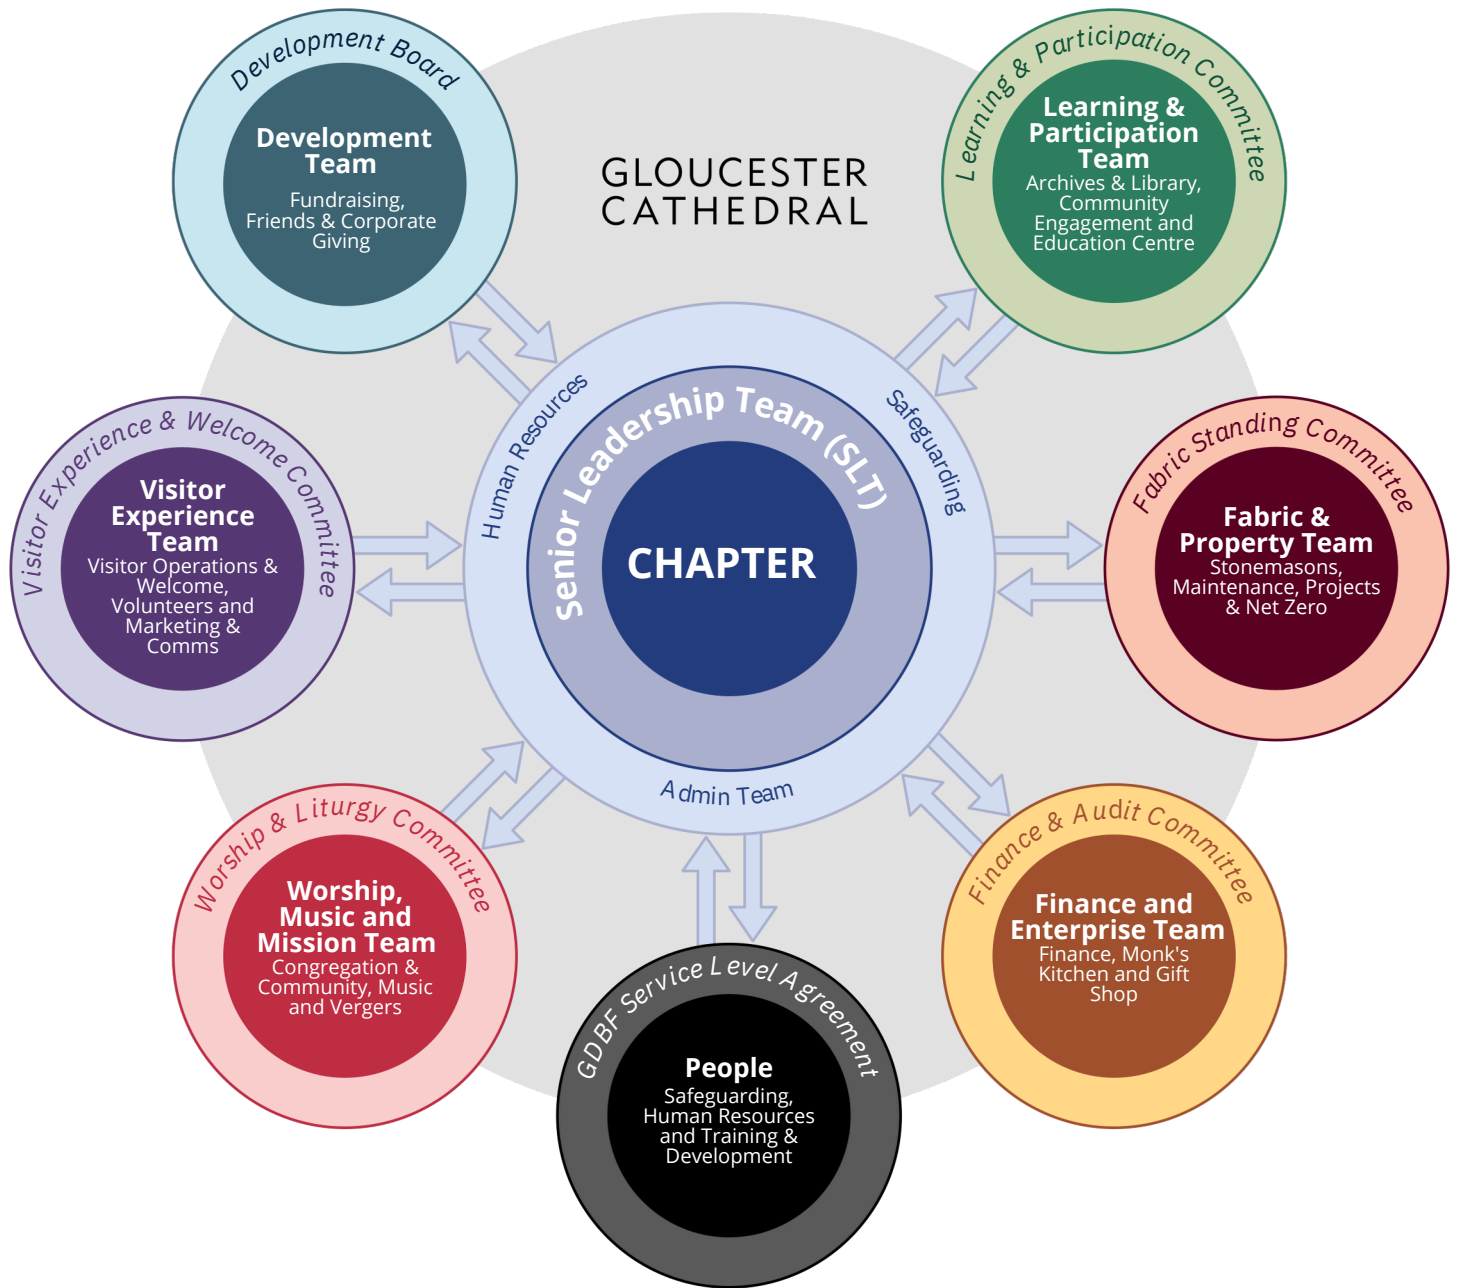 GLOUCESTER
CATHEDRAL
Development Board
Development
Team
Fundraising,
Friends & Corporate
Giving
Learning & Participation Committee
Learning &
Participation
Team
Archives & Library,
Community
Engagement and
Education Centre
Human Resources
Safeguarding
Admin Team
Senior Leadership Team (SLT)
CHAPTER
Visitor Experience & Welcome Committee
Visitor
Experience
Team
Visitor Operations &
Welcome,
Volunteers and
Marketing &
Comms
Fabric Standing Committee
Fabric &
Property Team
Stonemasons,
Maintenance, Projects
& Net Zero
Worship & Liturgy Committee
Worship,
Music and
Mission Team
Congregation &
Community, Music
and Vergers
Finance & Audit Committee
Finance and
Enterprise Team
Finance, Monk's
Kitchen and Gift
Shop
GDBF Service Level Agreement
People
Safeguarding,
Human Resources
and Training &
Development